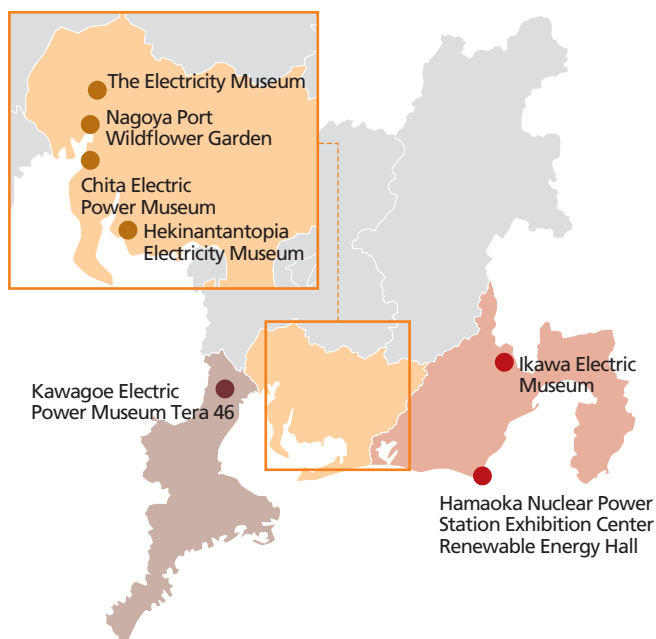 The Electricity Museum
Nagoya Port
Wildflower Garden
Chita Electric
Power Museum
Hekinantantopia
Electricity Museum
Kawagoe Electric
Power Museum Tera 46
Ikawa Electric
Museum
Hamaoka Nuclear Power
Station Exhibition Center
Renewable Energy Hall